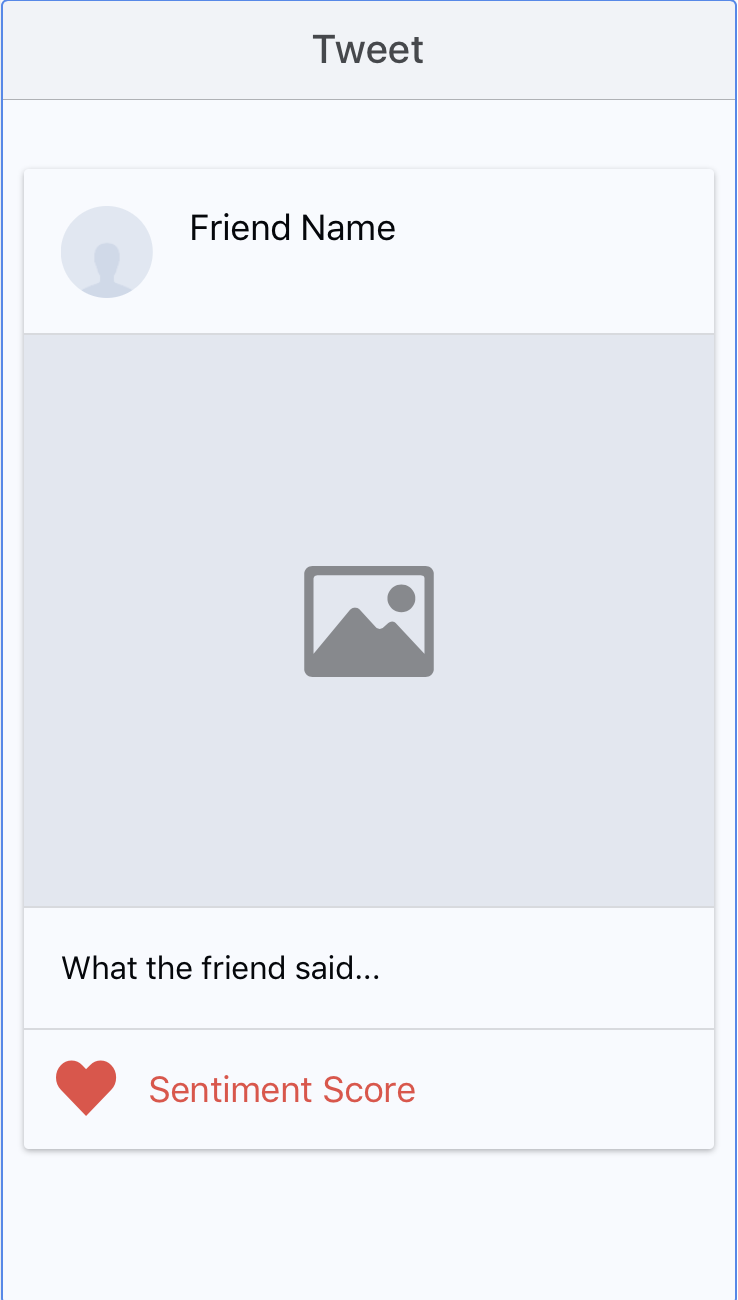 Tweet
Friend Name
What the friend said...
Sentiment Score